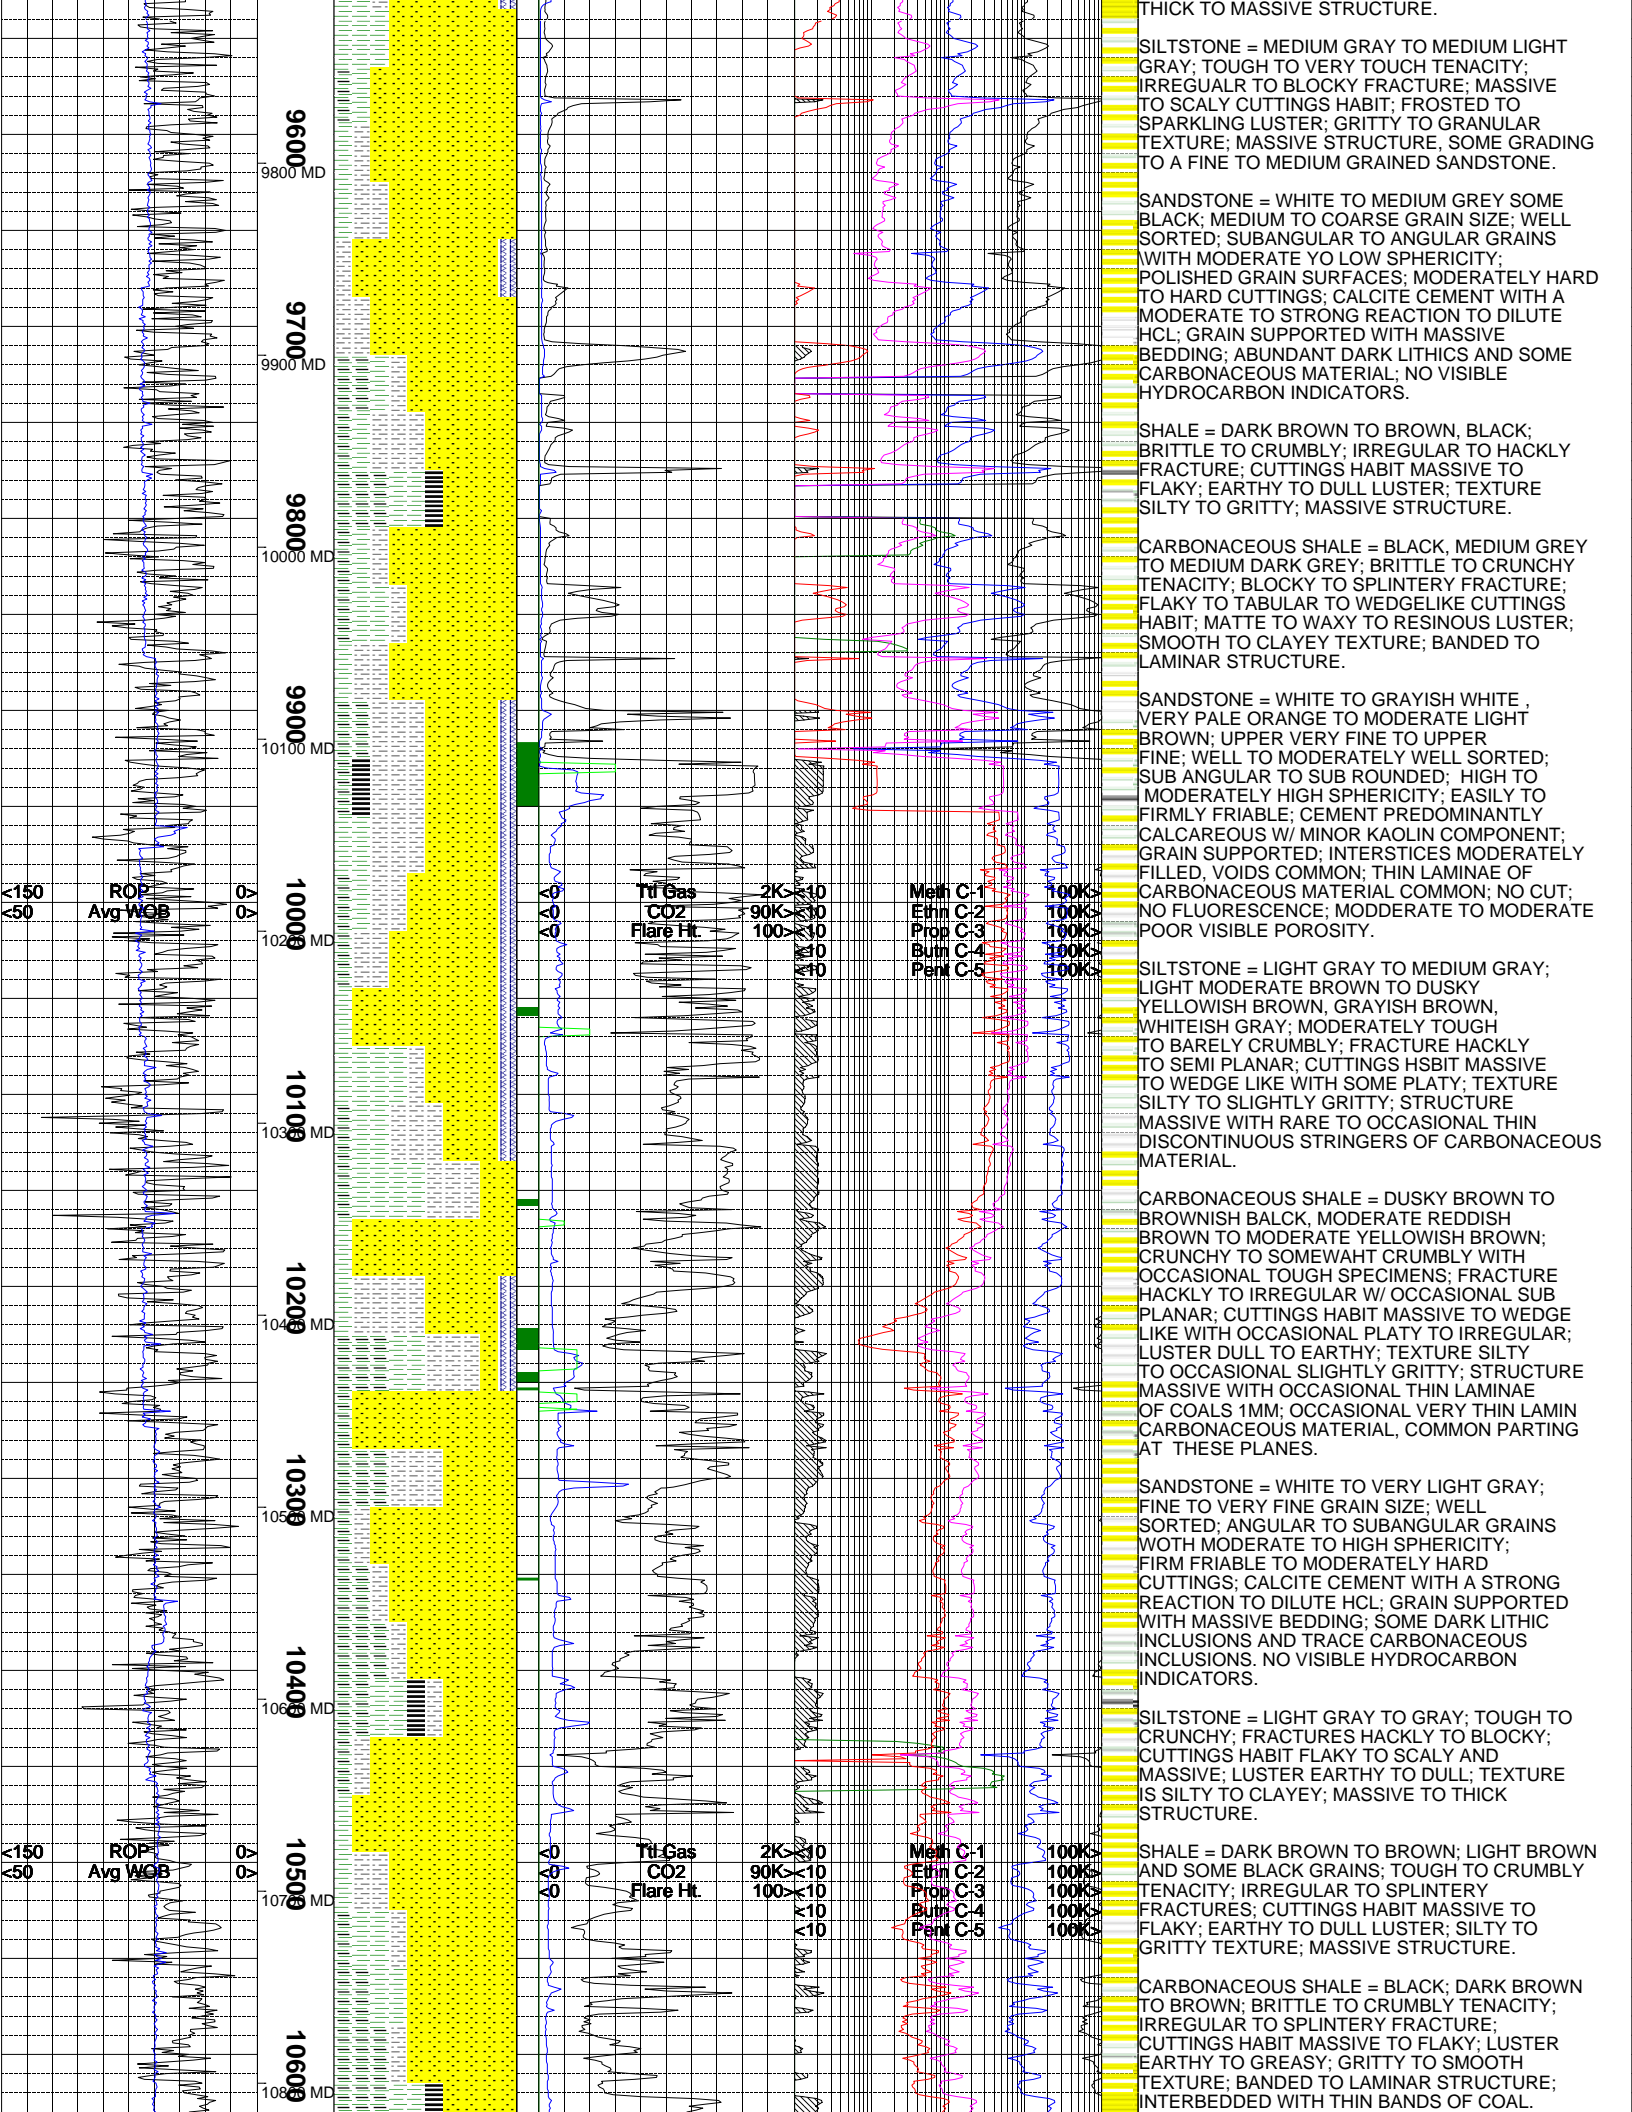 THICK TO MASSIVE STRUCTURE.
SILTSTONE = MEDIUM GRAY TO MEDIUM LIGHT
GRAY; TOUGH TO VERY TOUCH TENACITY;
IRREGUALR TO BLOCKY FRACTURE; MASSIVE
TO SCALY CUTTINGS HABIT; FROSTED TO
SPARKLING LUSTER; GRITTY TO GRANULAR
TEXTURE; MASSIVE STRUCTURE, SOME GRADING
TO A FINE TO MEDIUM GRAINED SANDSTONE.
SANDSTONE = WHITE TO MEDIUM GREY SOME
BLACK; MEDIUM TO COARSE GRAIN SIZE; WELL
SORTED; SUBANGULAR TO ANGULAR GRAINS
\WITH MODERATE YO LOW SPHERICITY;
POLISHED GRAIN SURFACES; MODERATELY HARD
TO HARD CUTTINGS; CALCITE CEMENT WITH A
MODERATE TO STRONG REACTION TO DILUTE
HCL; GRAIN SUPPORTED WITH MASSIVE
BEDDING; ABUNDANT DARK LITHICS AND SOME
CARBONACEOUS MATERIAL; NO VISIBLE
HYDROCARBON INDICATORS.
SHALE = DARK BROWN TO BROWN, BLACK;
BRITTLE TO CRUMBLY; IRREGULAR TO HACKLY
FRACTURE; CUTTINGS HABIT MASSIVE TO
FLAKY; EARTHY TO DULL LUSTER; TEXTURE
SILTY TO GRITTY; MASSIVE STRUCTURE.
CARBONACEOUS SHALE = BLACK, MEDIUM GREY
TO MEDIUM DARK GREY; BRITTLE TO CRUNCHY
TENACITY; BLOCKY TO SPLINTERY FRACTURE;
FLAKY TO TABULAR TO WEDGELIKE CUTTINGS
HABIT; MATTE TO WAXY TO RESINOUS LUSTER;
SMOOTH TO CLAYEY TEXTURE; BANDED TO
LAMINAR STRUCTURE.
SANDSTONE = WHITE TO GRAYISH WHITE ,
VERY PALE ORANGE TO MODERATE LIGHT
BROWN; UPPER VERY FINE TO UPPER
FINE; WELL TO MODERATELY WELL SORTED;
SUB ANGULAR TO SUB ROUNDED; HIGH TO
MODERATELY HIGH SPHERICITY; EASILY TO
FIRMLY FRIABLE; CEMENT PREDOMINANTLY
CALCAREOUS W/ MINOR KAOLIN COMPONENT;
GRAIN SUPPORTED; INTERSTICES MODERATELY
FILLED, VOIDS COMMON; THIN LAMINAE OF
CARBONACEOUS MATERIAL COMMON; NO CUT;
NO FLUORESCENCE; MODDERATE TO MODERATE
POOR VISIBLE POROSITY.
SILTSTONE = LIGHT GRAY TO MEDIUM GRAY;
LIGHT MODERATE BROWN TO DUSKY
YELLOWISH BROWN, GRAYISH BROWN,
WHITEISH GRAY; MODERATELY TOUGH
TO BARELY CRUMBLY; FRACTURE HACKLY
TO SEMI PLANAR; CUTTINGS HSBIT MASSIVE
TO WEDGE LIKE WITH SOME PLATY; TEXTURE
SILTY TO SLIGHTLY GRITTY; STRUCTURE
MASSIVE WITH RARE TO OCCASIONAL THIN
DISCONTINUOUS STRINGERS OF CARBONACEOUS
MATERIAL.
CARBONACEOUS SHALE = DUSKY BROWN TO
BROWNISH BALCK, MODERATE REDDISH
BROWN TO MODERATE YELLOWISH BROWN;
CRUNCHY TO SOMEWAHT CRUMBLY WITH
OCCASIONAL TOUGH SPECIMENS; FRACTURE
HACKLY TO IRREGULAR W/ OCCASIONAL SUB
PLANAR; CUTTINGS HABIT MASSIVE TO WEDGE
LIKE WITH OCCASIONAL PLATY TO IRREGULAR;
LUSTER DULL TO EARTHY; TEXTURE SILTY
TO OCCASIONAL SLIGHTLY GRITTY; STRUCTURE
MASSIVE WITH OCCASIONAL THIN LAMINAE
OF COALS 1MM; OCCASIONAL VERY THIN LAMIN
CARBONACEOUS MATERIAL, COMMON PARTING
AT THESE PLANES.
SANDSTONE = WHITE TO VERY LIGHT GRAY;
FINE TO VERY FINE GRAIN SIZE; WELL
SORTED; ANGULAR TO SUBANGULAR GRAINS
WOTH MODERATE TO HIGH SPHERICITY;
FIRM FRIABLE TO MODERATELY HARD
CUTTINGS; CALCITE CEMENT WITH A STRONG
REACTION TO DILUTE HCL; GRAIN SUPPORTED
WITH MASSIVE BEDDING; SOME DARK LITHIC
INCLUSIONS AND TRACE CARBONACEOUS
INCLUSIONS. NO VISIBLE HYDROCARBON
INDICATORS.
SILTSTONE = LIGHT GRAY TO GRAY; TOUGH TO
CRUNCHY; FRACTURES HACKLY TO BLOCKY;
CUTTINGS HABIT FLAKY TO SCALY AND
MASSIVE; LUSTER EARTHY TO DULL; TEXTURE
IS SILTY TO CLAYEY; MASSIVE TO THICK
STRUCTURE.
SHALE = DARK BROWN TO BROWN; LIGHT BROWN
AND SOME BLACK GRAINS; TOUGH TO CRUMBLY
TENACITY; IRREGULAR TO SPLINTERY
FRACTURES; CUTTINGS HABIT MASSIVE TO
FLAKY; EARTHY TO DULL LUSTER; SILTY TO
GRITTY TEXTURE; MASSIVE STRUCTURE.
CARBONACEOUS SHALE = BLACK; DARK BROWN
TO BROWN; BRITTLE TO CRUMBLY TENACITY;
IRREGULAR TO SPLINTERY FRACTURE;
CUTTINGS HABIT MASSIVE TO FLAKY; LUSTER
EARTHY TO GREASY; GRITTY TO SMOOTH
TEXTURE; BANDED TO LAMINAR STRUCTURE;
INTERBEDDED WITH THIN BANDS OF COAL.
9600
9800 MD
9700
9900 MD
9800
10000 MD
9900
10100 MD
10000
10200 MD
10100
10300 MD
10200
10400 MD
10300
10500 MD
10400
10600 MD
10500
10700 MD
10600
10800 MD
<150 ROP 0>
<50 Avg WOB 0>
<0 Ttl Gas 2K>
<0 CO2 90K>
<0 Flare Ht. 100>
<10 Meth C-1 100K>
<10 Ethn C-2 100K>
<10 Prop C-3 100K>
<10 Butn C-4 100K>
<10 Pent C-5 100K>
<150 ROP 0>
<50 Avg WOB 0>
<0 Ttl Gas 2K>
<0 CO2 90K>
<0 Flare Ht. 100>
<10 Meth C-1 100K>
<10 Ethn C-2 100K>
<10 Prop C-3 100K>
<10 Butn C-4 100K>
<10 Pent C-5 100K>